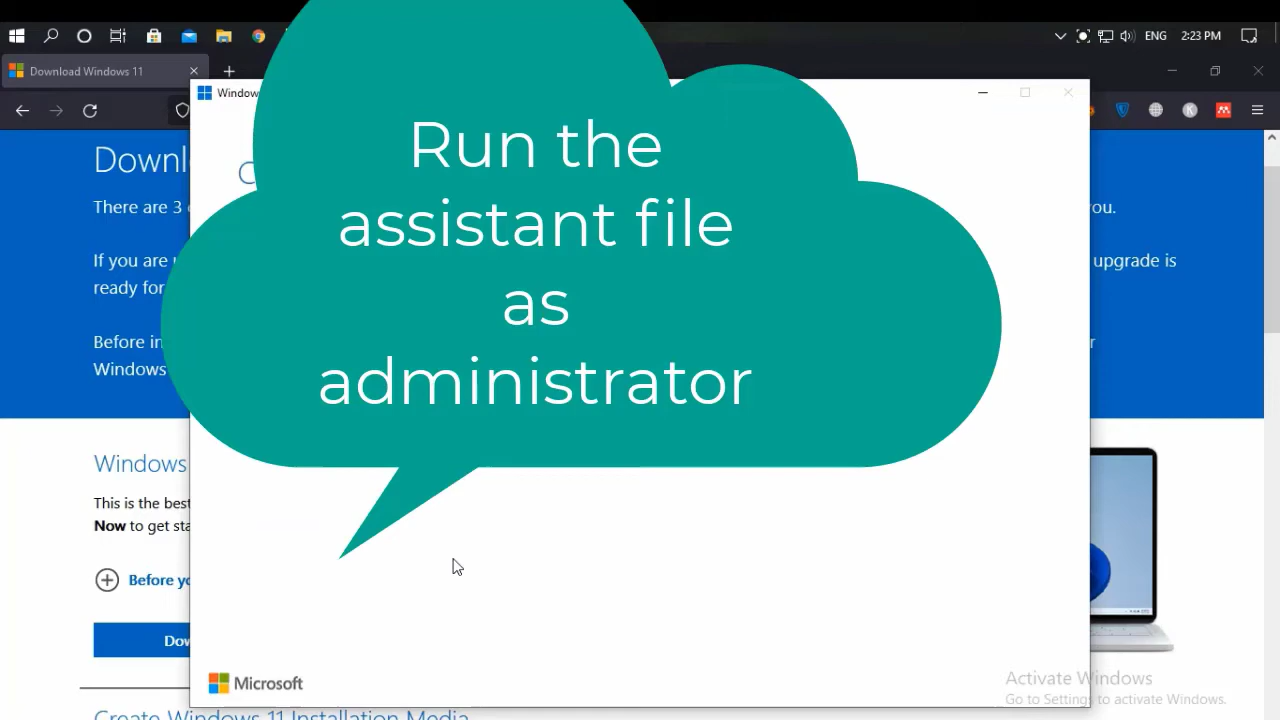 ENG 2:23 PM
Download Windows 11
Window
Run the
assistant file
as
administrator
Downl
C
There are 3
you.
If you are
upgrade is
ready for
Before in
r
Windows
Windows
This is the best
Now to get sta
Before yo
Dow
Microsoft
Activate Windows
Go to Settings to activate Windows.
Create Windows 11 Installation Media